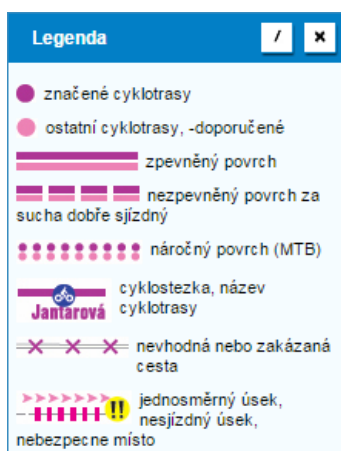 Legenda
značené cyklotrasy
ostatní cyklotrasy, -doporučené
zpevněný povrch
nezpevněný povrch za
sucha dobře sjízdný
náročný povrch (MTB)
Jantarová
cyklostezka, název
cyklotrasy
nevhodná nebo zakázaná
cesta
!!
jednosměrný úsek,
nesjízdný úsek,
nebezpecne místo